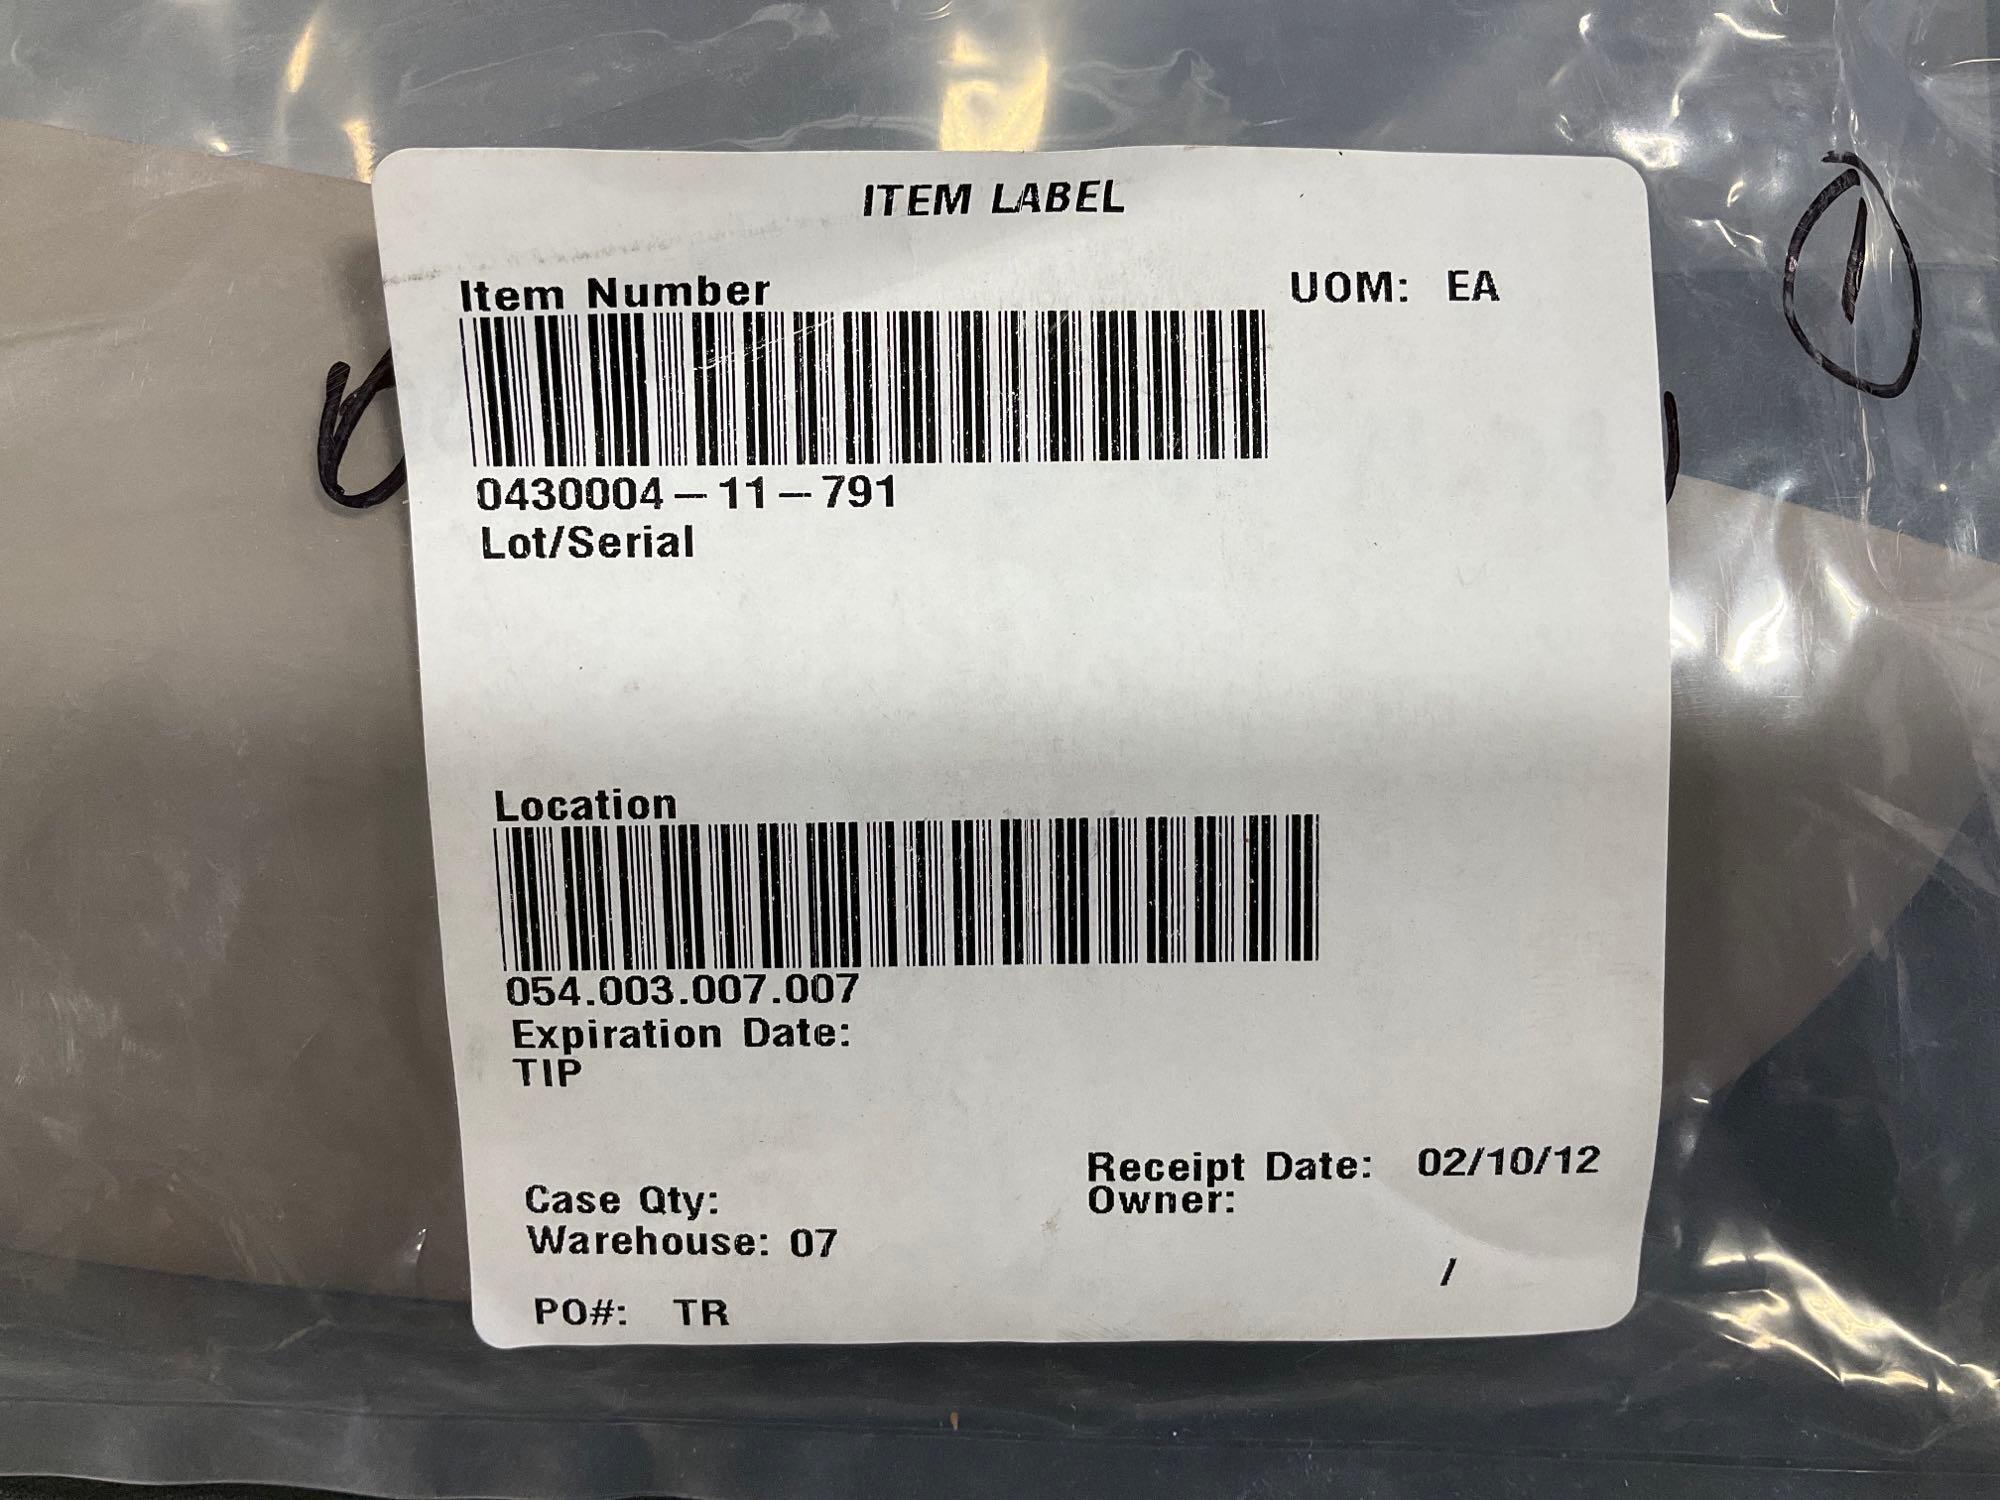 ITEM LABEL
Item Number
UOM: EA
0430004-11-791
Lot/Serial
Location
054.003.007.007
Expiration Date:
TIP
Receipt Date: 02/10/12
Case Qty:
Owner:
Warehouse: 07
/
PO#: TR
1